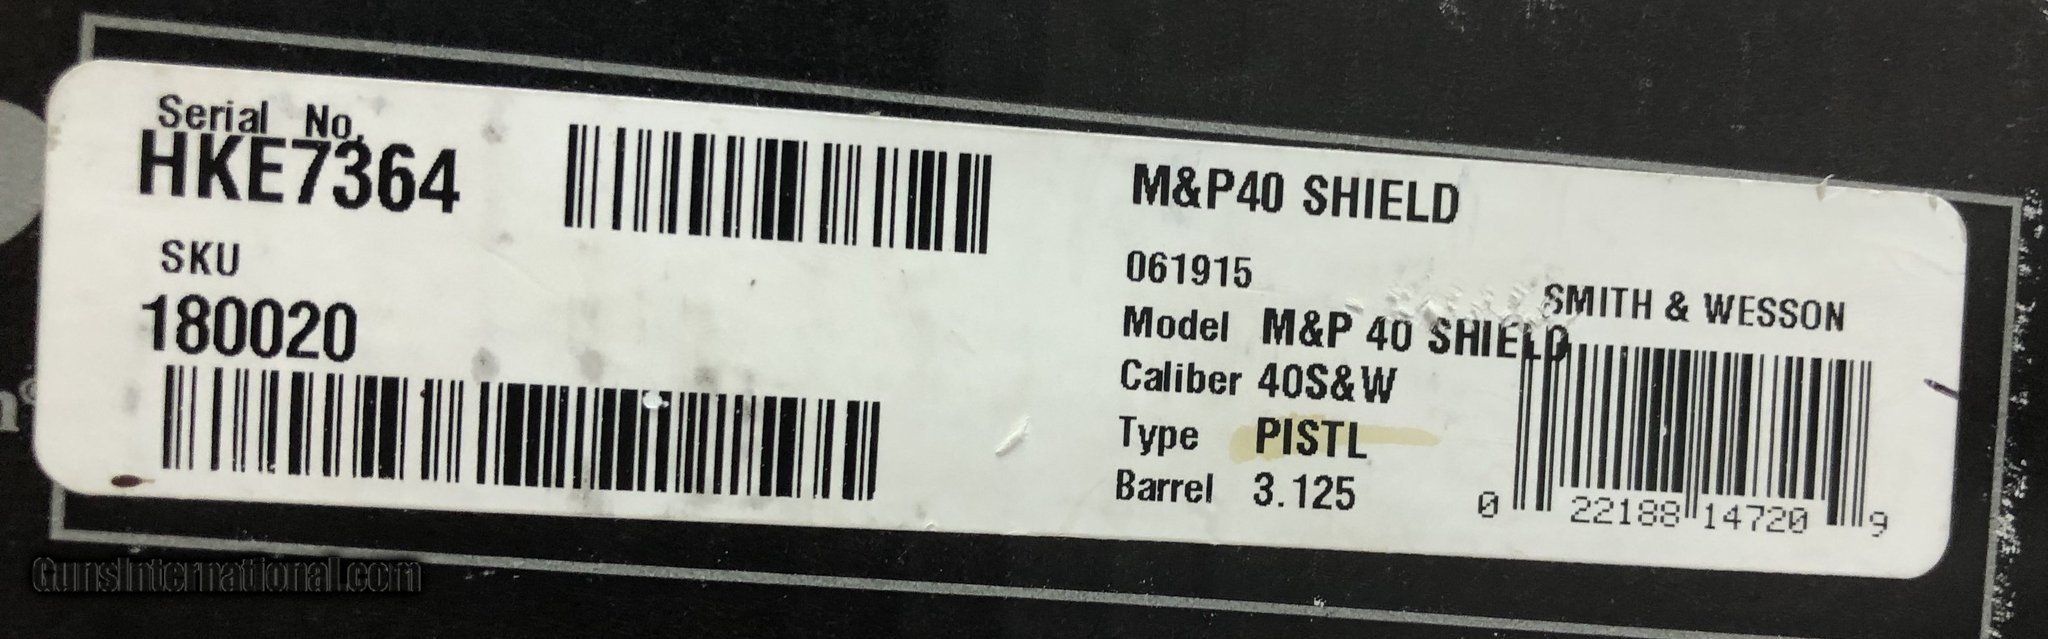 Serial No.
HKE7364
SKU
180020
M&P40 SHIELD
061915
SMITH & WESSON
Model M&P 40 SHIELD
Caliber 40S&W
Type PISTL
Barrel 3.125
0 22188 14720 9
GunsInternational.com